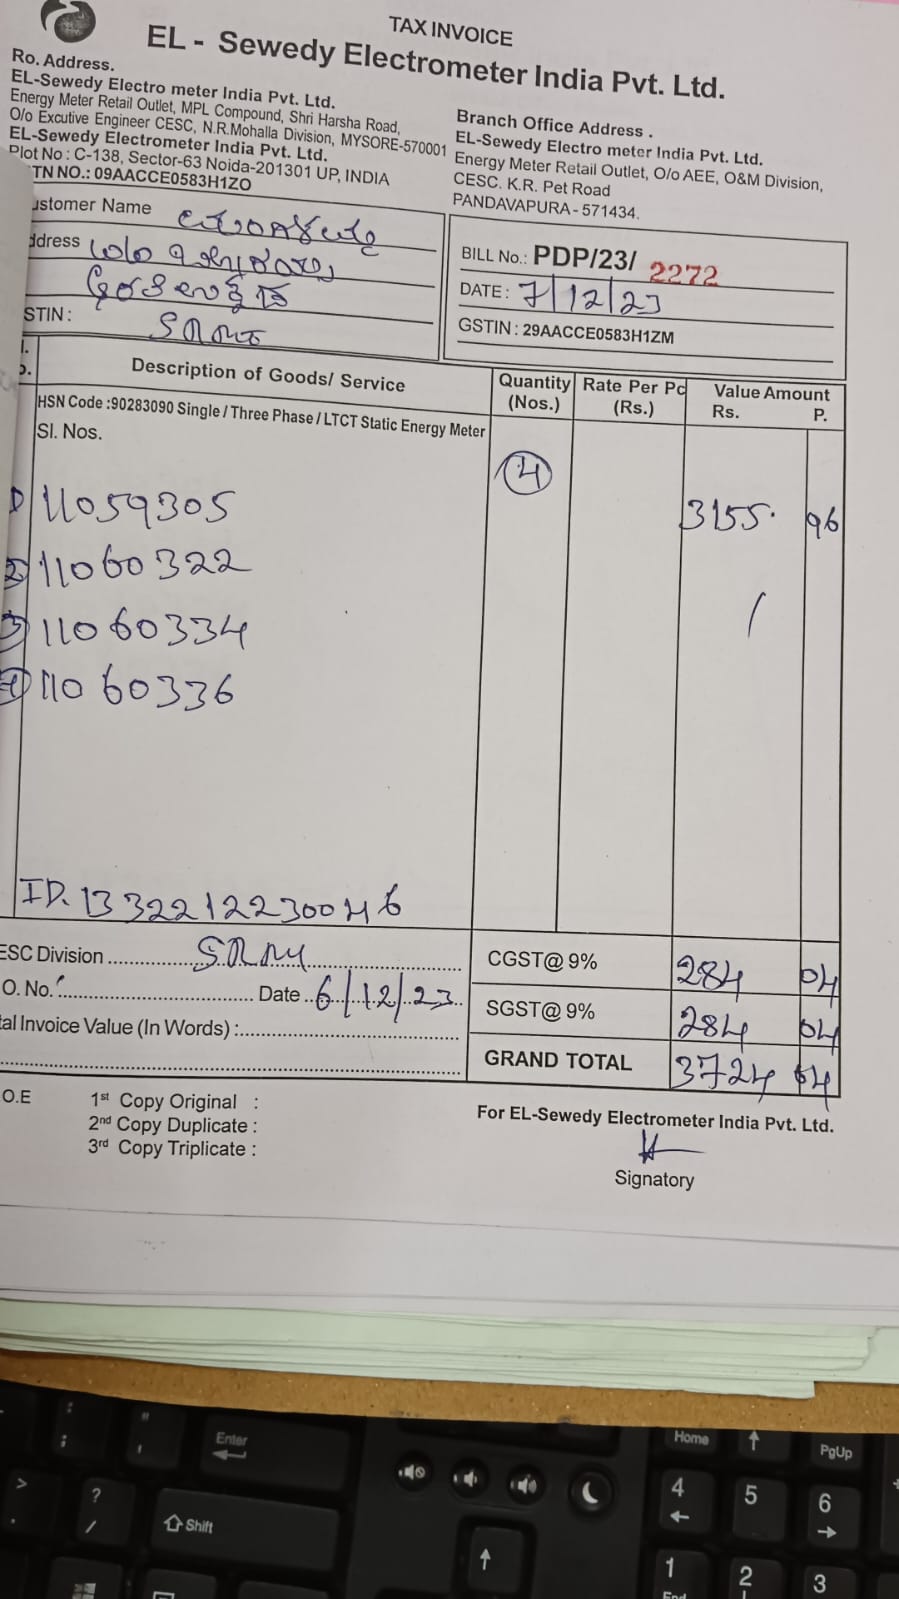 TAX INVOICE
EL - Sewedy Electrometer India Pvt. Ltd.
Ro. Address.
EL-Sewedy Electro meter India Pvt. Ltd.
Energy Meter Retail Outlet, MPL Compound, Shri Harsha Road,
O/o Excutive Engineer CESC, N.R.Mohalla Division, MYSORE-570001
EL-Sewedy Electrometer India Pvt. Ltd.
Plot No : C-138, Sector-63 Noida-201301 UP, INDIA
TN NO.: 09AACCE0583H1ZO
Branch Office Address .
EL-Sewedy Electro meter India Pvt. Ltd.
Energy Meter Retail Outlet, O/o AEE, O&M Division,
CESC. K.R. Pet Road
PANDAVAPURA - 571434.
ustomer Name
ddress
STIN :
BILL No.: PDP/23/ 2272
DATE : 7/12/23
GSTIN : 29AACCE0583H1ZM
Description of Goods/ Service
Quantity (Nos.)
Rate Per Pc (Rs.)
Value Amount
Rs. P.
HSN Code :90283090 Single / Three Phase / LTCT Static Energy Meter
Sl. Nos.
4
1) 11059305 3155. 96
2) 11060322
3) 11060334
4) 11060336
ID. 1332212230046
ESC Division SRM
CGST@ 9% 284 04
O. No. Date 6/12/23
SGST@ 9% 284 04
tal Invoice Value (In Words) :
GRAND TOTAL 3724 04
O.E
1st Copy Original :
2nd Copy Duplicate :
3rd Copy Triplicate :
For EL-Sewedy Electrometer India Pvt. Ltd.
Signatory
Enter
Home
PgUp
4 5 6
?
/
Shift
1 2 3
End